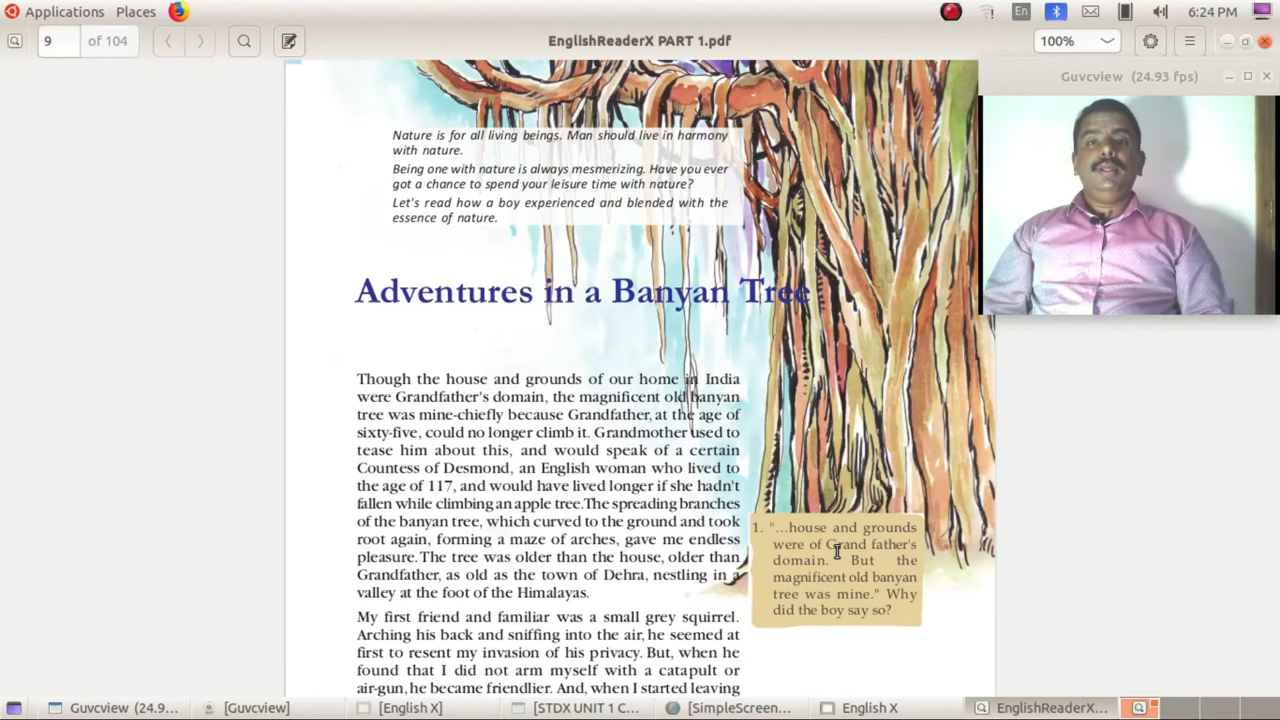 Applications Places En 6:24 PM
9 of 104 EnglishReaderX PART 1.pdf 100%
Guvcview (24.93 fps)
Nature is for all living beings. Man should live in harmony
with nature.
Being one with nature is always mesmerizing. Have you ever
got a chance to spend your leisure time with nature?
Let's read how a boy experienced and blended with the
essence of nature.
Adventures in a Banyan Tree
Though the house and grounds of our home in India
were Grandfather's domain, the magnificent old banyan
tree was mine-chiefly because Grandfather, at the age of
sixty-five, could no longer climb it. Grandmother used to
tease him about this, and would speak of a certain
Countess of Desmond, an English woman who lived to
the age of 117, and would have lived longer if she hadn't
fallen while climbing an apple tree.The spreading branches
of the banyan tree, which curved to the ground and took
root again, forming a maze of arches, gave me endless
pleasure. The tree was older than the house, older than
Grandfather, as old as the town of Dehra, nestling in a
valley at the foot of the Himalayas.
My first friend and familiar was a small grey squirrel.
Arching his back and sniffing into the air, he seemed at
first to resent my invasion of his privacy. But, when he
found that I did not arm myself with a catapult or
air-gun, he became friendlier. And, when I started leaving
1. "...house and grounds
were of Grand father's
domain. But the
magnificent old banyan
tree was mine." Why
did the boy say so?
Guvcview (24.9... [Guvcview] [English X] [STDX UNIT 1 C... [SimpleScreen... English X EnglishReaderX...